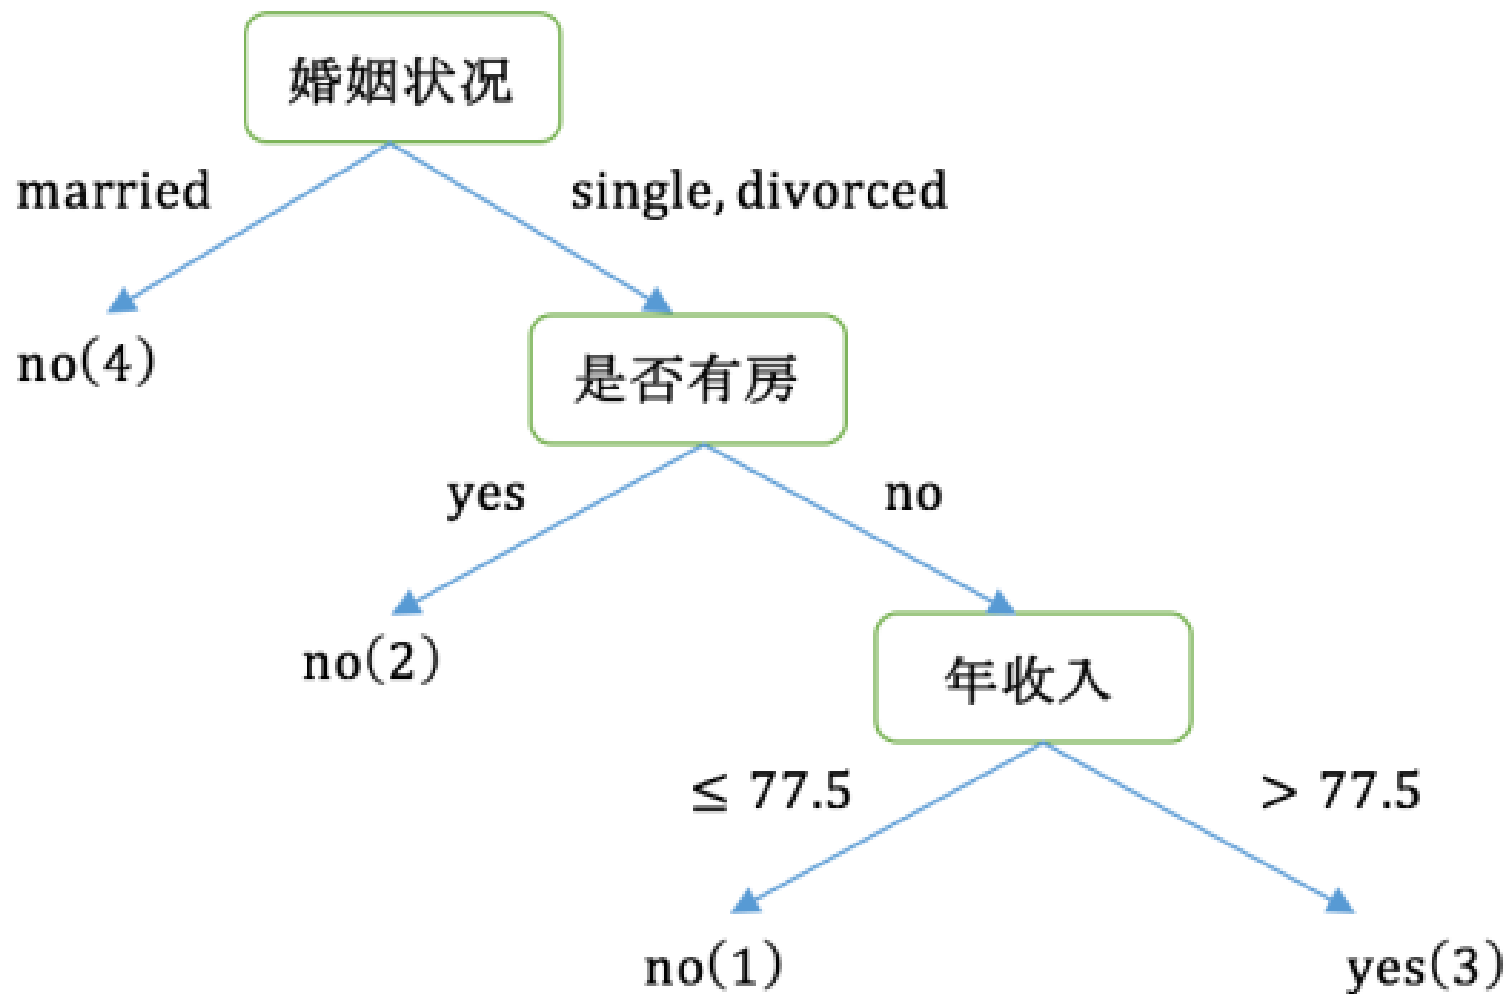 婚姻状况
married
single, divorced
no(4)
是否有房
yes
no
no(2)
年收入
≤ 77.5
> 77.5
no(1)
yes(3)